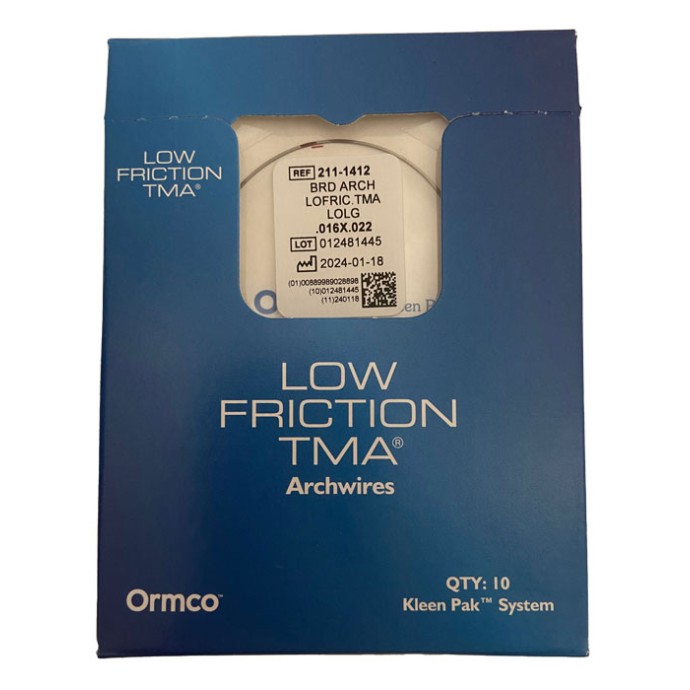 LOW
FRICTION
TMA®
REF 211-1412
BRD ARCH
LOFRIC.TMA
LOLG
.016X.022
LOT 012481445
2024-01-18
(01)00889989028898
(10)012481445
(11)240118
LOW
FRICTION
TMA®
Archwires
Ormco™
QTY: 10
Kleen Pak™ System